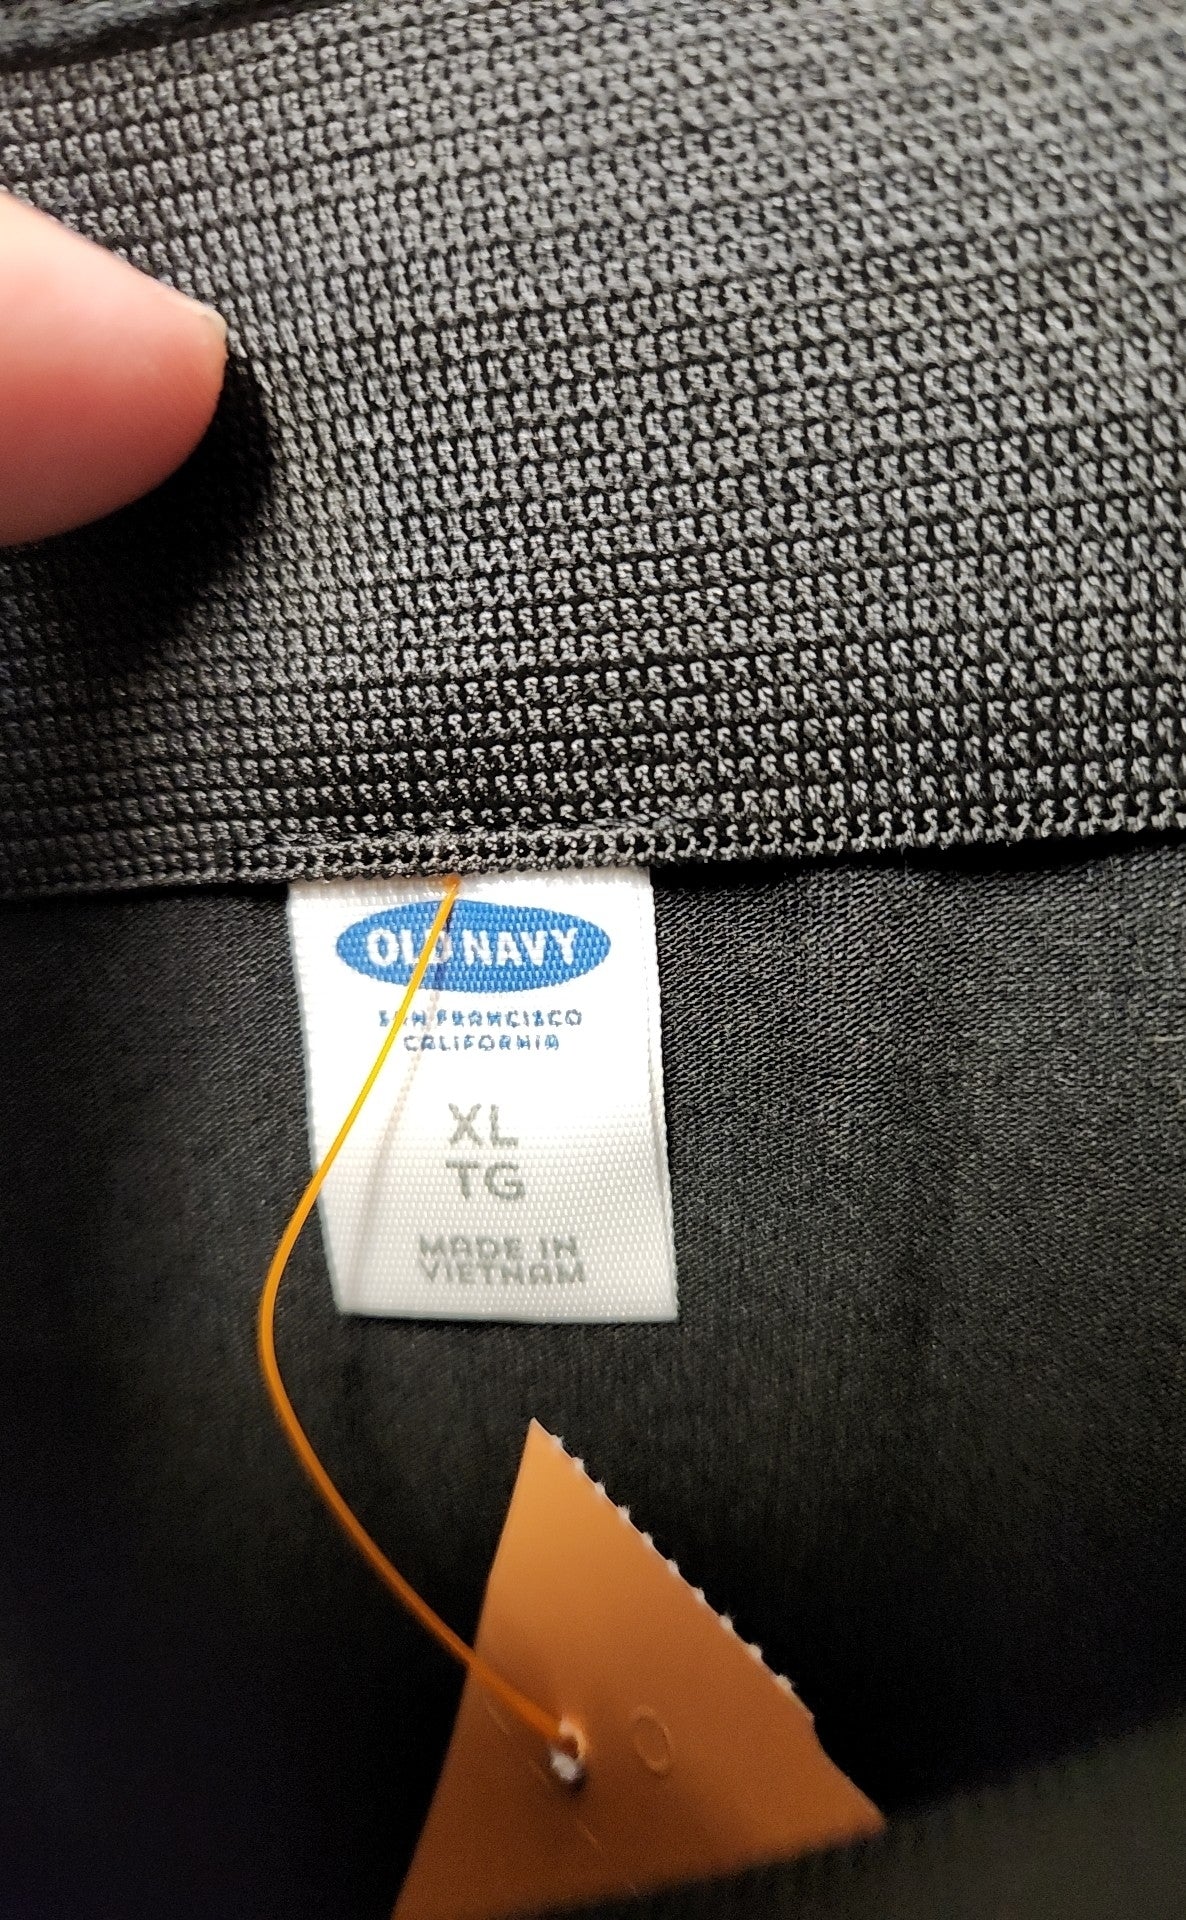 OLD NAVY
SAN FRANCISCO
CALIFORNIA
XL
TG
MADE IN
VIETNAM